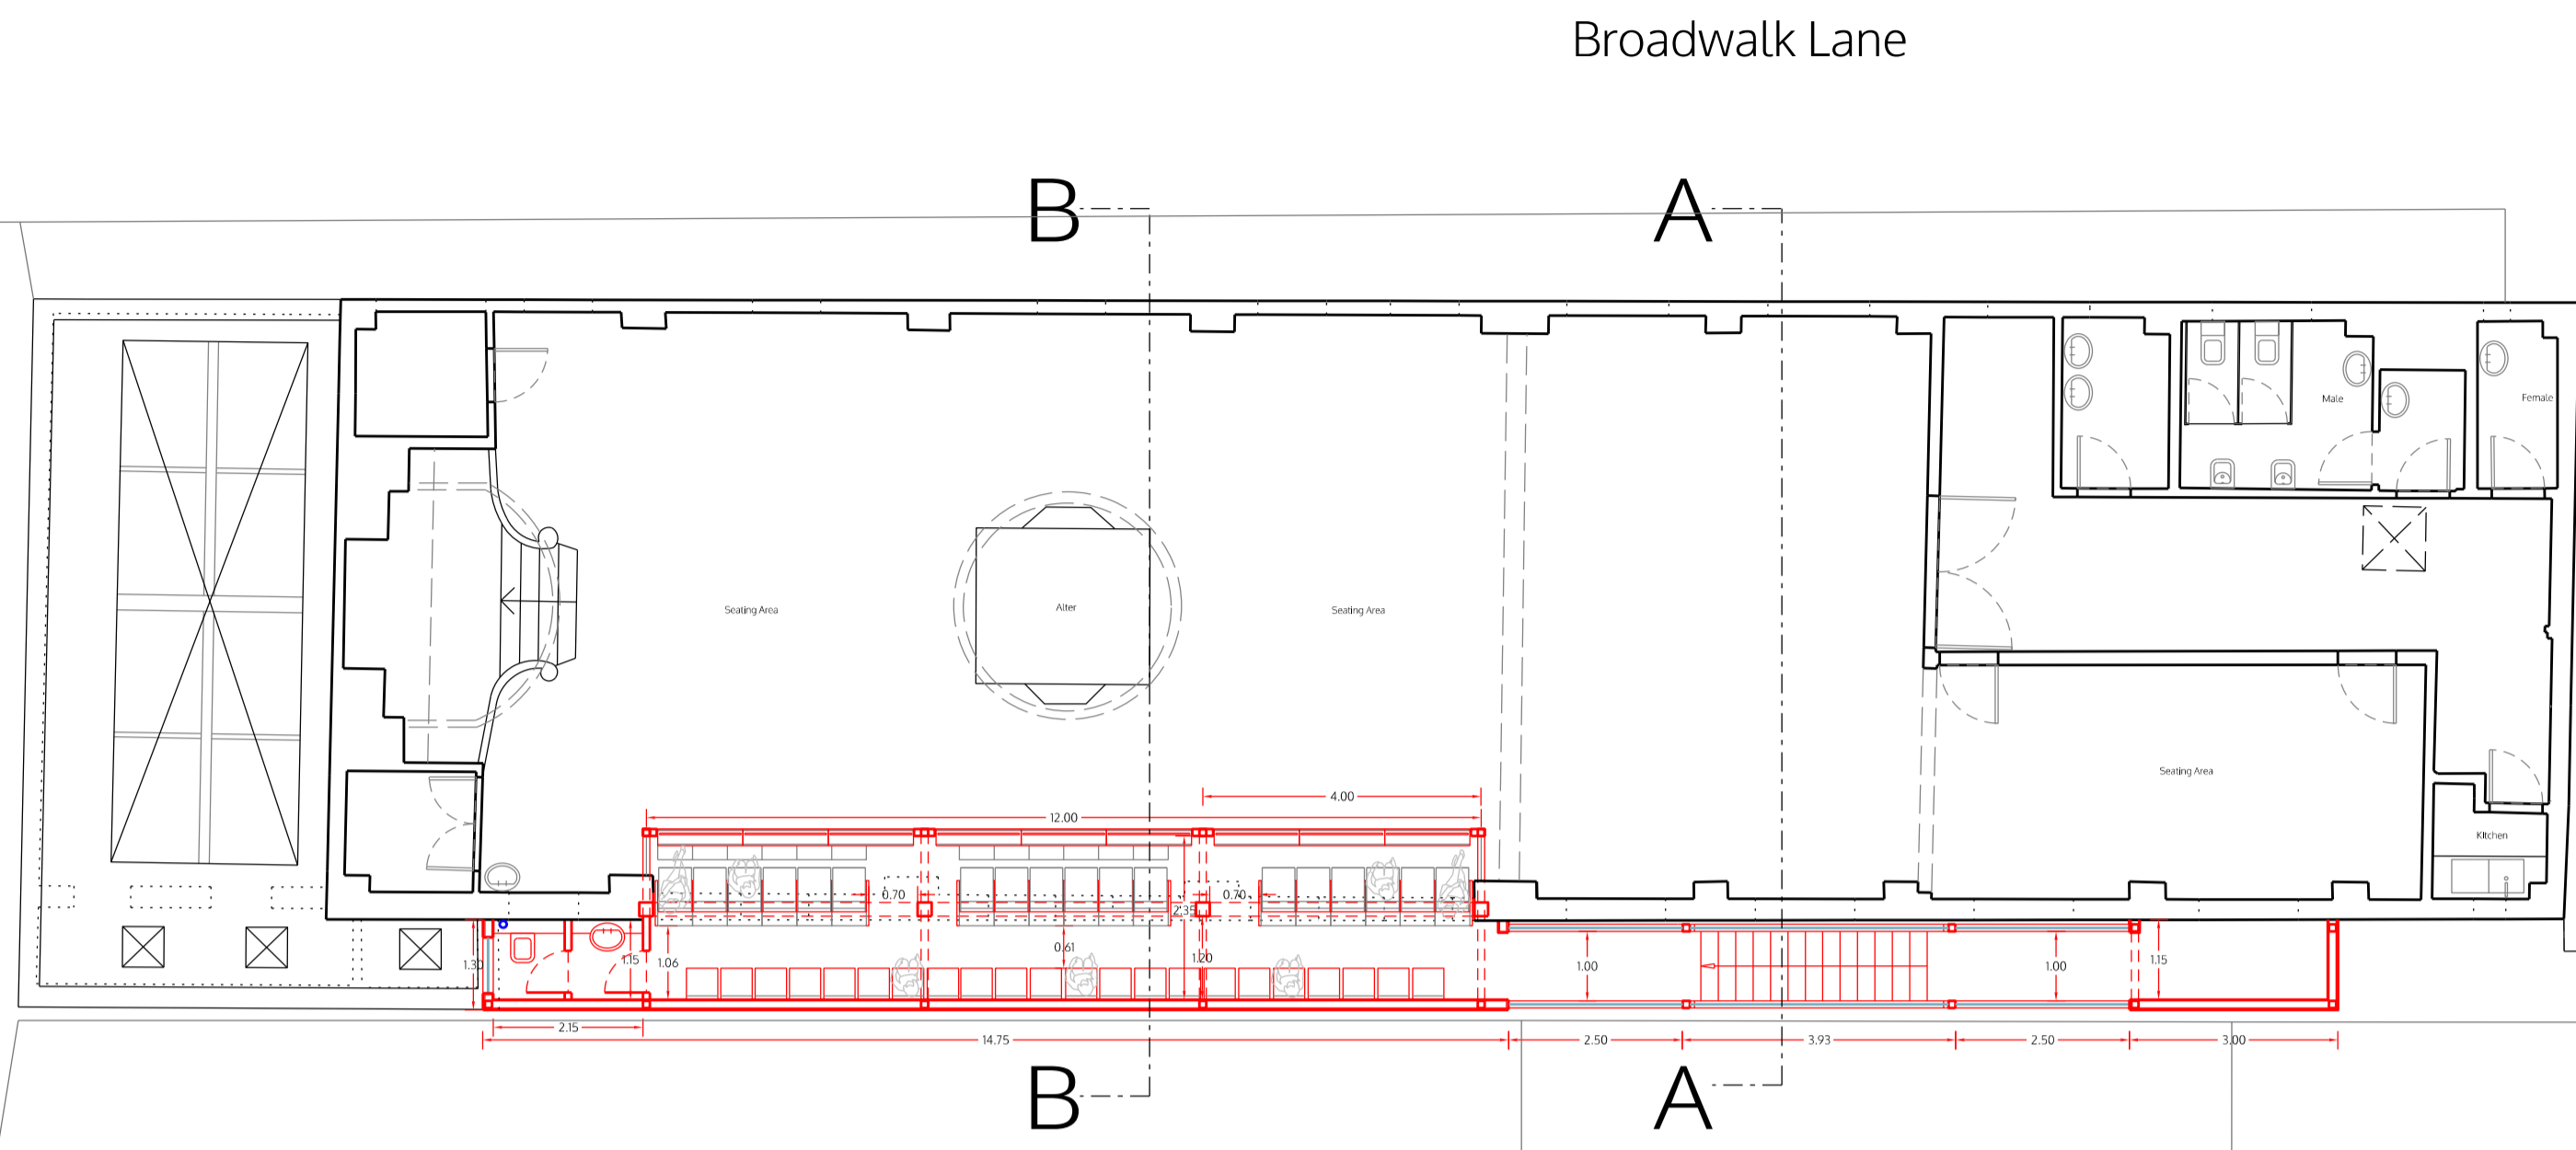 Broadwalk Lane
B
A
Male
Female
Seating Area
Alter
Seating Area
Seating Area
4.00
12.00
KItchen
0.70
0.70
2.35
0.61
1.30
1.15
1.06
1.20
1.00
1.00
1.15
2.15
14.75
2.50
3.93
2.50
3.00
B
A